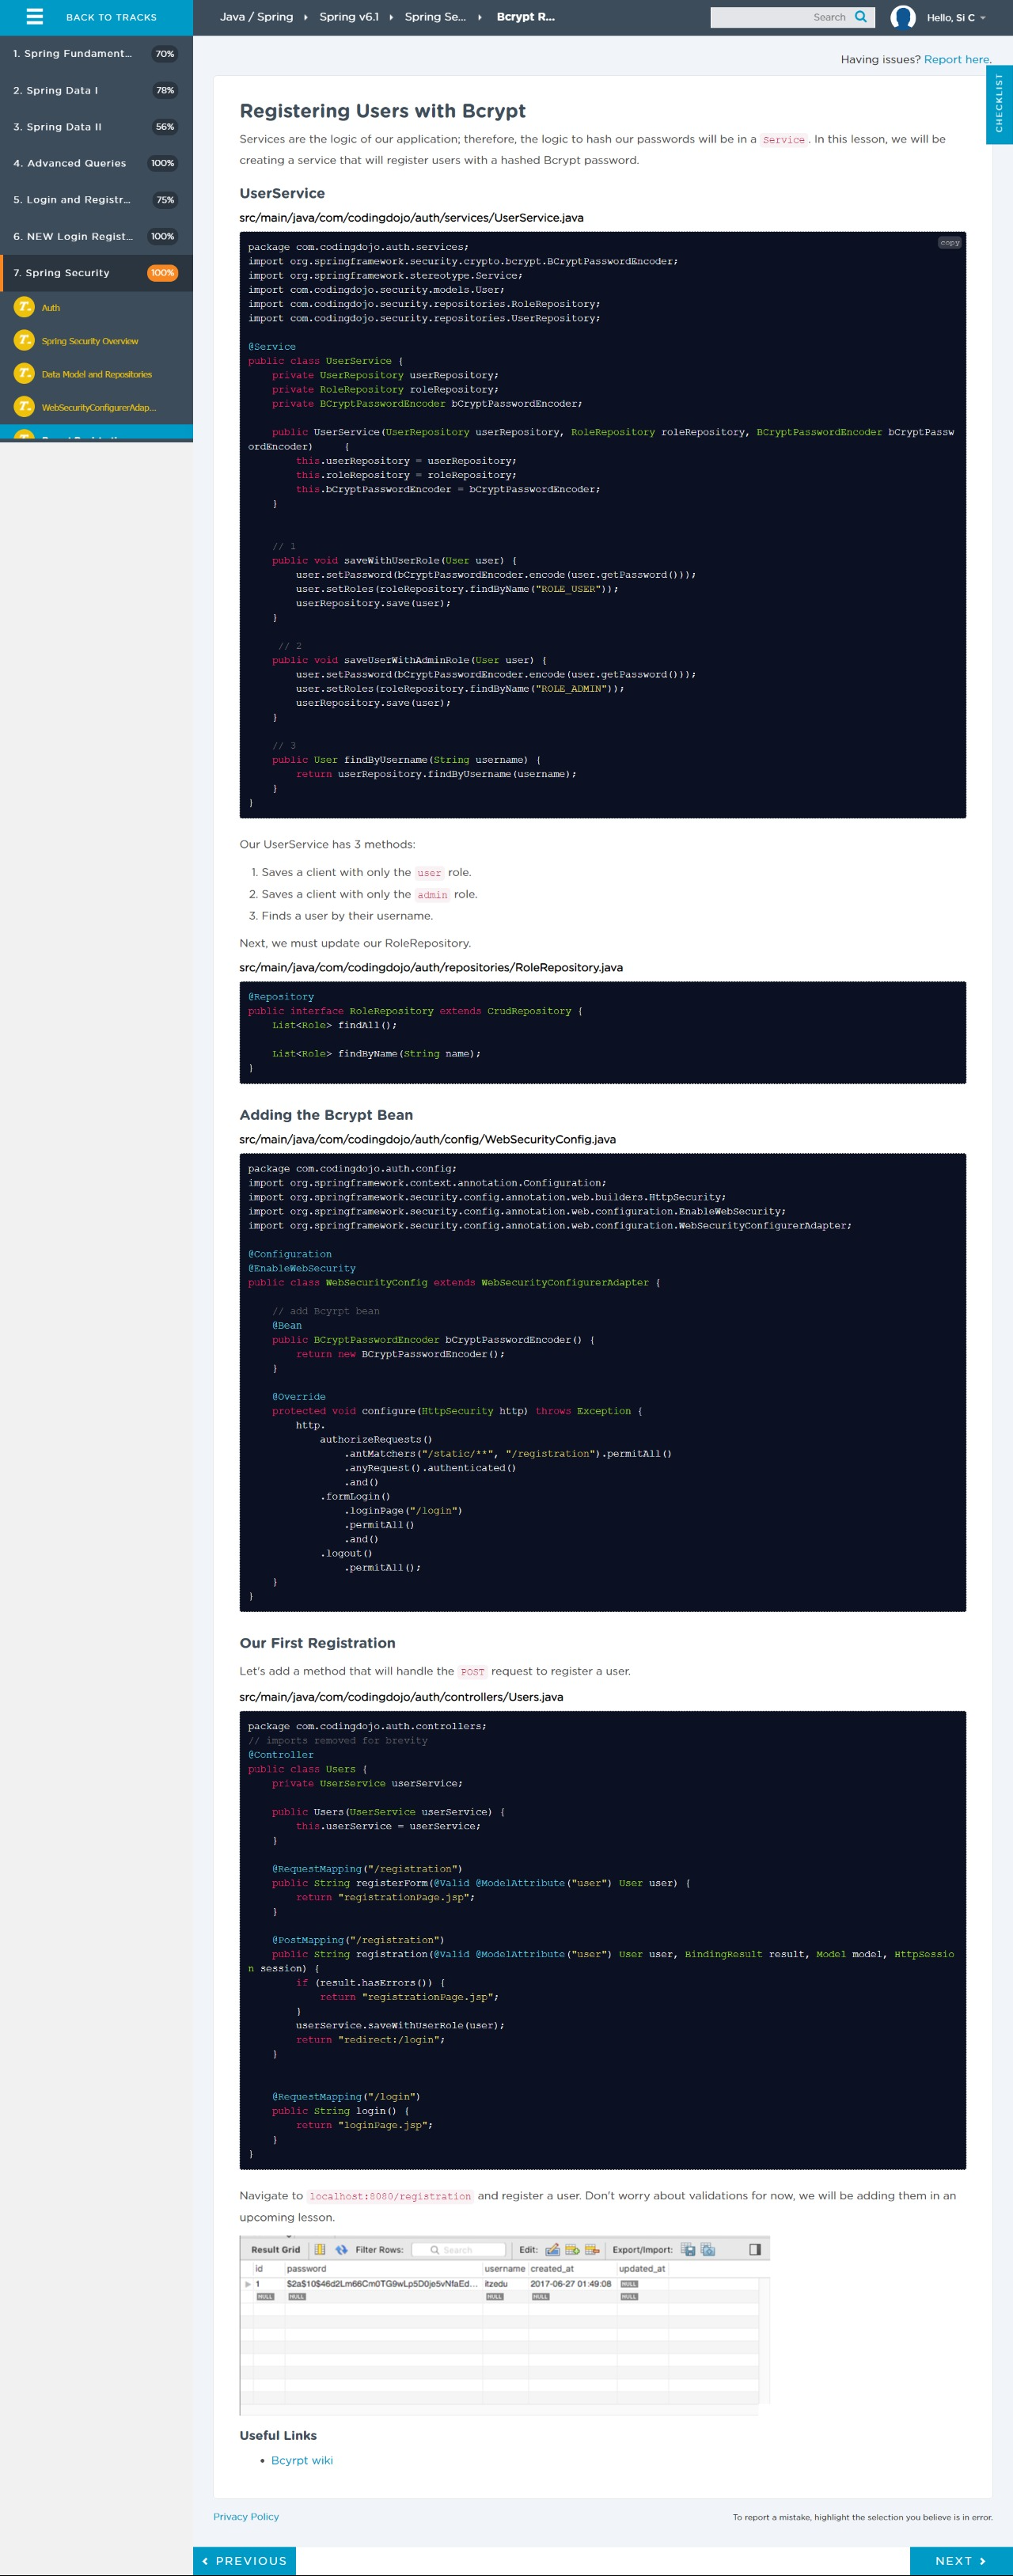 BACK TO TRACKS
Java / Spring
Spring v6.1
Spring Se...
Bcrypt R...
Search
Hello, Si C
1. Spring Fundament... 70%
2. Spring Data I 78%
3. Spring Data II 56%
4. Advanced Queries 100%
5. Login and Registr... 75%
6. NEW Login Regist... 100%
7. Spring Security 100%
Auth
Spring Security Overview
Data Model and Repositories
WebSecurityConfigurerAdap...
Having issues? Report here.
CHECKLIST
Registering Users with Bcrypt
Services are the logic of our application; therefore, the logic to hash our passwords will be in a Service. In this lesson, we will be
creating a service that will register users with a hashed Bcrypt password.
UserService
src/main/java/com/codingdojo/auth/services/UserService.java
copy
package com.codingdojo.auth.services;
import org.springframework.security.crypto.bcrypt.BCryptPasswordEncoder;
import org.springframework.stereotype.Service;
import com.codingdojo.security.models.User;
import com.codingdojo.security.repositories.RoleRepository;
import com.codingdojo.security.repositories.UserRepository;
@Service
public class UserService {
private UserRepository userRepository;
private RoleRepository roleRepository;
private BCryptPasswordEncoder bCryptPasswordEncoder;
public UserService(UserRepository userRepository, RoleRepository roleRepository, BCryptPasswordEncoder bCryptPassw
ordEncoder) {
this.userRepository = userRepository;
this.roleRepository = roleRepository;
this.bCryptPasswordEncoder = bCryptPasswordEncoder;
}
// 1
public void saveWithUserRole(User user) {
user.setPassword(bCryptPasswordEncoder.encode(user.getPassword()));
user.setRoles(roleRepository.findByName("ROLE_USER"));
userRepository.save(user);
}
// 2
public void saveUserWithAdminRole(User user) {
user.setPassword(bCryptPasswordEncoder.encode(user.getPassword()));
user.setRoles(roleRepository.findByName("ROLE_ADMIN"));
userRepository.save(user);
}
// 3
public User findByUsername(String username) {
return userRepository.findByUsername(username);
}
}
Our UserService has 3 methods:
1. Saves a client with only the user role.
2. Saves a client with only the admin role.
3. Finds a user by their username.
Next, we must update our RoleRepository.
src/main/java/com/codingdojo/auth/repositories/RoleRepository.java
@Repository
public interface RoleRepository extends CrudRepository {
List<Role> findAll();
List<Role> findByName(String name);
}
Adding the Bcrypt Bean
src/main/java/com/codingdojo/auth/config/WebSecurityConfig.java
package com.codingdojo.auth.config;
import org.springframework.context.annotation.Configuration;
import org.springframework.security.config.annotation.web.builders.HttpSecurity;
import org.springframework.security.config.annotation.web.configuration.EnableWebSecurity;
import org.springframework.security.config.annotation.web.configuration.WebSecurityConfigurerAdapter;
@Configuration
@EnableWebSecurity
public class WebSecurityConfig extends WebSecurityConfigurerAdapter {
// add Bcyrpt bean
@Bean
public BCryptPasswordEncoder bCryptPasswordEncoder() {
return new BCryptPasswordEncoder();
}
@Override
protected void configure(HttpSecurity http) throws Exception {
http.
authorizeRequests()
.antMatchers("/static/**", "/registration").permitAll()
.anyRequest().authenticated()
.and()
.formLogin()
.loginPage("/login")
.permitAll()
.and()
.logout()
.permitAll();
}
}
Our First Registration
Let's add a method that will handle the POST request to register a user.
src/main/java/com/codingdojo/auth/controllers/Users.java
package com.codingdojo.auth.controllers;
// imports removed for brevity
@Controller
public class Users {
private UserService userService;
public Users(UserService userService) {
this.userService = userService;
}
@RequestMapping("/registration")
public String registerForm(@Valid @ModelAttribute("user") User user) {
return "registrationPage.jsp";
}
@PostMapping("/registration")
public String registration(@Valid @ModelAttribute("user") User user, BindingResult result, Model model, HttpSessio
n session) {
if (result.hasErrors()) {
return "registrationPage.jsp";
}
userService.saveWithUserRole(user);
return "redirect:/login";
}
@RequestMapping("/login")
public String login() {
return "loginPage.jsp";
}
}
Navigate to localhost:8080/registration and register a user. Don't worry about validations for now, we will be adding them in an
upcoming lesson.
Result Grid Filter Rows: Search Edit: Export/Import:
id password username created_at updated_at
1 $2a$10$46d2Lm66Cm0TG9wLp5D0je5vNfaEd... itzedu 2017-06-27 01:49:08 NULL
NULL NULL NULL NULL NULL
Useful Links
• Bcyrpt wiki
Privacy Policy
To report a mistake, highlight the selection you believe is in error.
PREVIOUS
NEXT